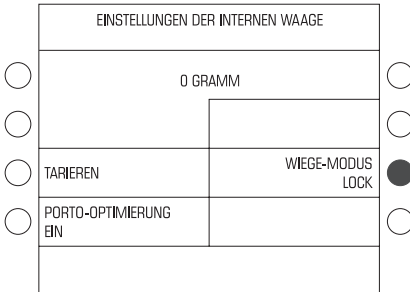 EINSTELLUNGEN DER INTERNEN WAAGE
0 GRAMM
TARIEREN
WIEGE-MODUS
LOCK
PORTO-OPTIMIERUNG
EIN